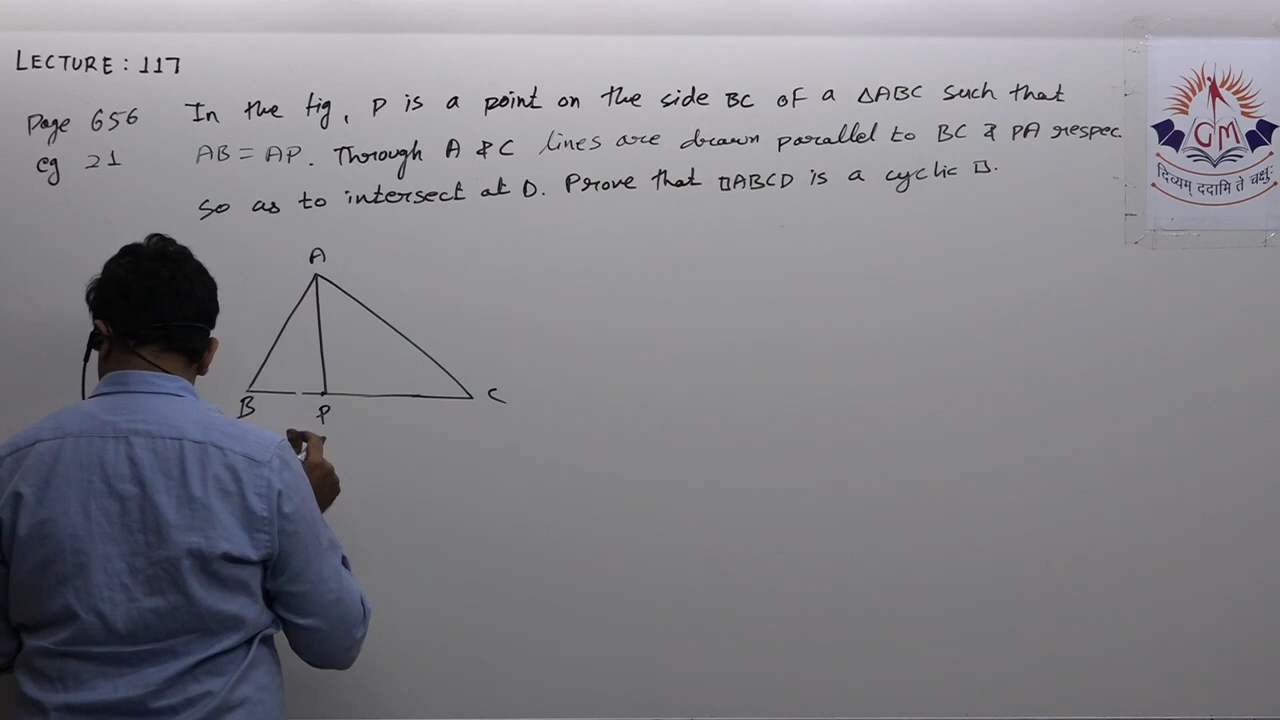 LECTURE : 117
Page 656
eg 21
In the fig, P is a point on the side BC of a △ABC such that
AB = AP. Through A & C lines are drawn parallel to BC & PA respec
so as to intersect at D. Prove that □ABCD is a cyclic □.
A
B
P
C
GM
दिव्यम् ददामि ते चक्षुः